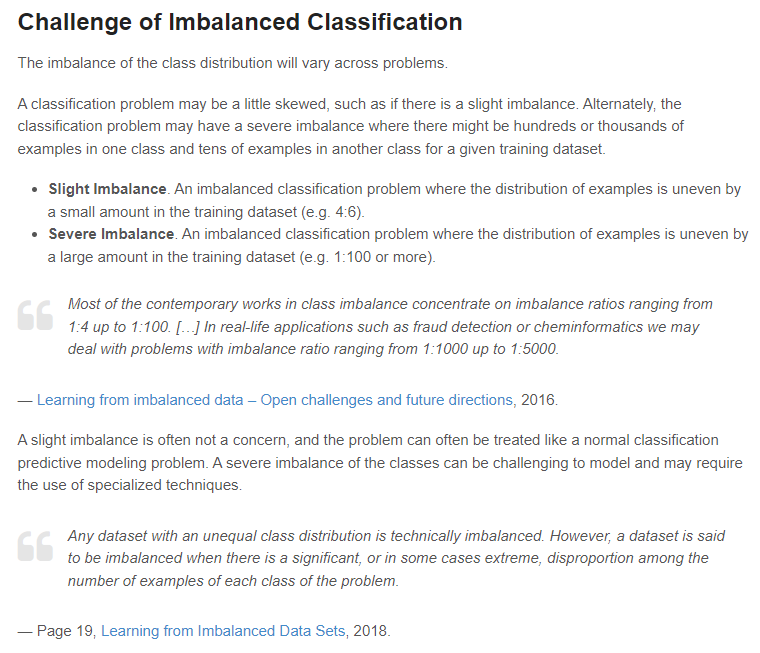 Challenge of Imbalanced Classification
The imbalance of the class distribution will vary across problems.
A classification problem may be a little skewed, such as if there is a slight imbalance. Alternately, the
classification problem may have a severe imbalance where there might be hundreds or thousands of
examples in one class and tens of examples in another class for a given training dataset.
• Slight Imbalance. An imbalanced classification problem where the distribution of examples is uneven by
a small amount in the training dataset (e.g. 4:6).
• Severe Imbalance. An imbalanced classification problem where the distribution of examples is uneven by
a large amount in the training dataset (e.g. 1:100 or more).
Most of the contemporary works in class imbalance concentrate on imbalance ratios ranging from
1:4 up to 1:100. […] In real-life applications such as fraud detection or cheminformatics we may
deal with problems with imbalance ratio ranging from 1:1000 up to 1:5000.
— Learning from imbalanced data – Open challenges and future directions, 2016.
A slight imbalance is often not a concern, and the problem can often be treated like a normal classification
predictive modeling problem. A severe imbalance of the classes can be challenging to model and may require
the use of specialized techniques.
Any dataset with an unequal class distribution is technically imbalanced. However, a dataset is said
to be imbalanced when there is a significant, or in some cases extreme, disproportion among the
number of examples of each class of the problem.
— Page 19, Learning from Imbalanced Data Sets, 2018.